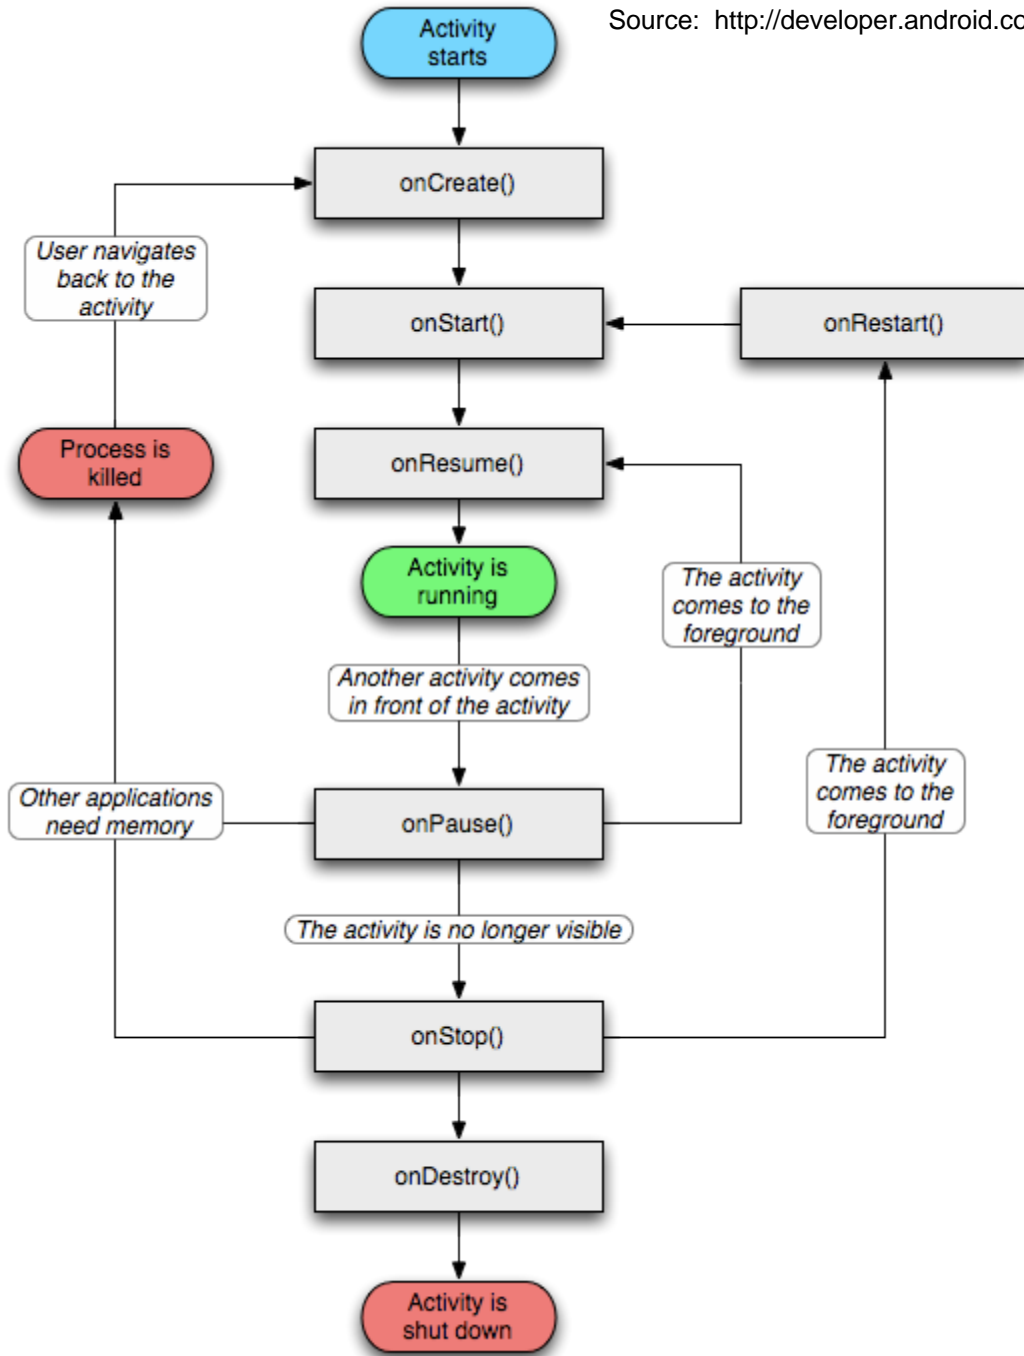 Source:  http://developer.android.co
Activity
starts
onCreate()
User navigates
back to the
activity
onStart()
onRestart()
Process is
killed
onResume()
Activity is
running
The activity
comes to the
foreground
Another activity comes
in front of the activity
Other applications
need memory
onPause()
The activity
comes to the
foreground
The activity is no longer visible
onStop()
onDestroy()
Activity is
shut down